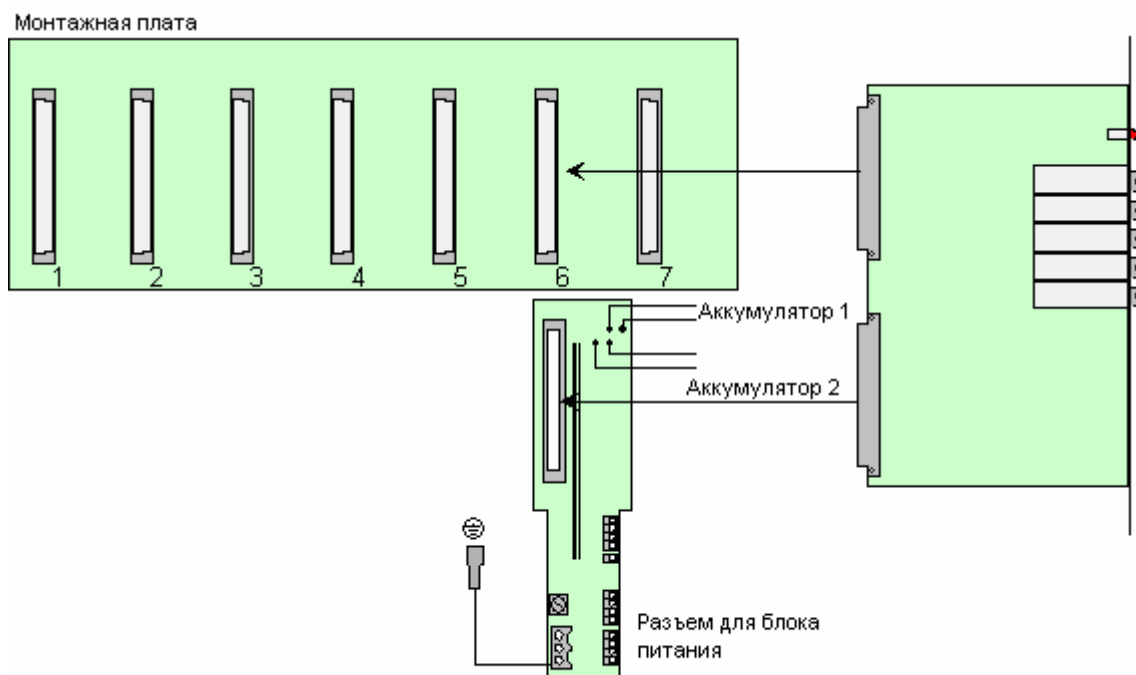 Монтажная плата
1 2 3 4 5 6 7
Аккумулятор 1
Аккумулятор 2
Разъем для блока
питания